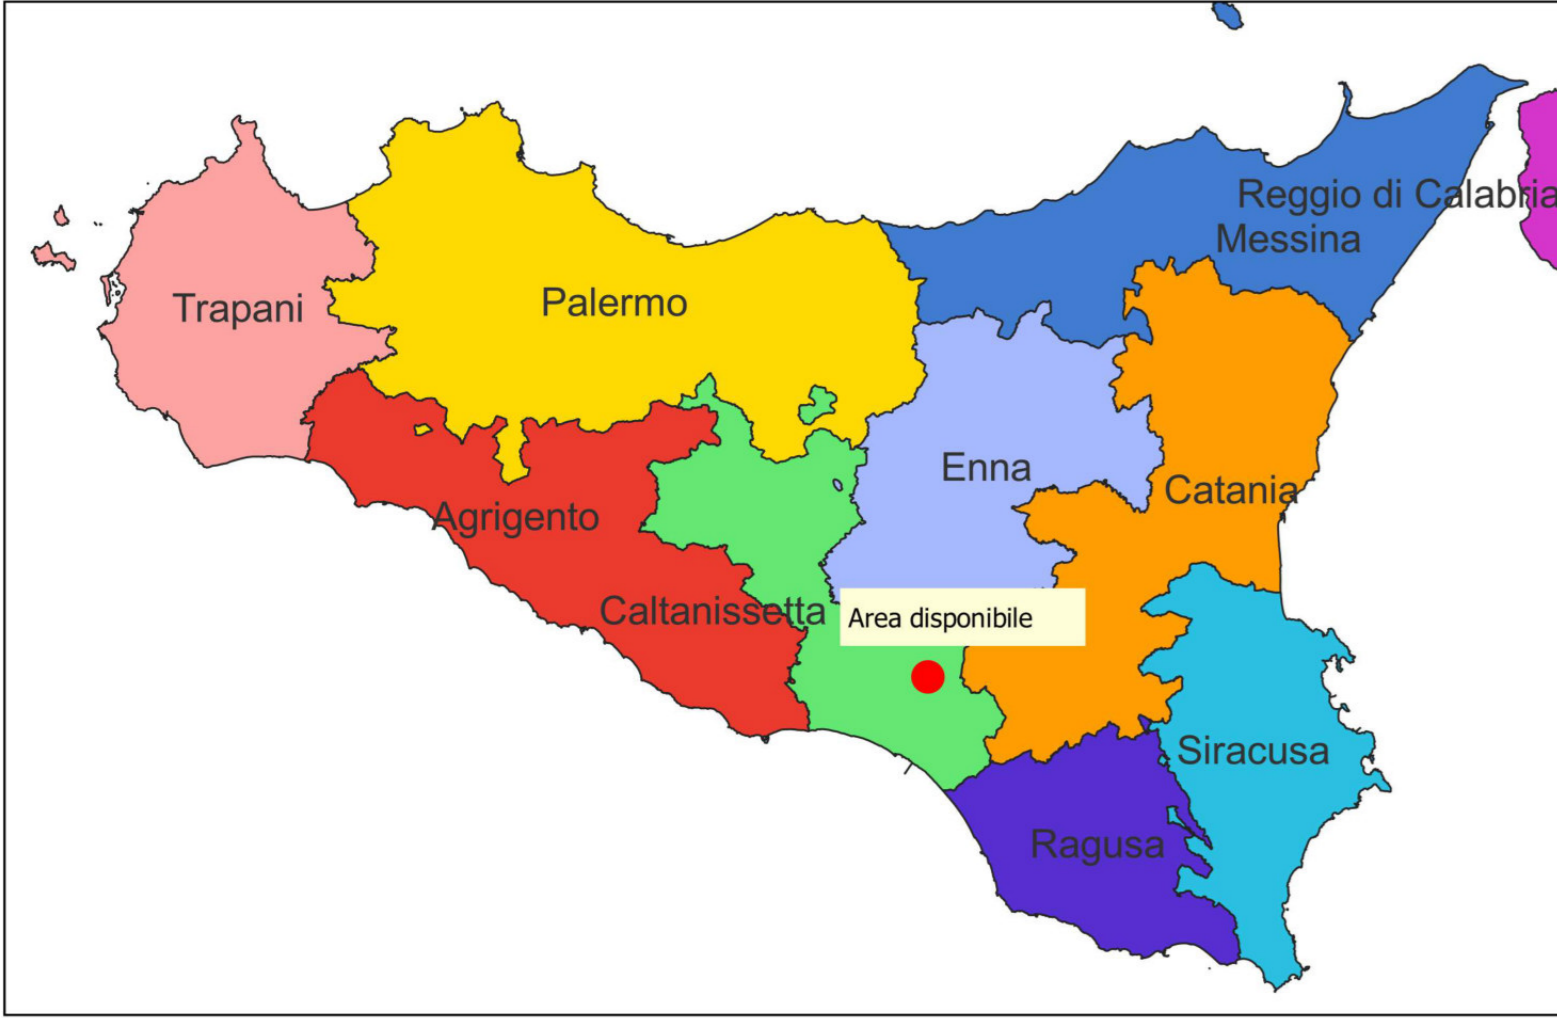 Reggio di Calabria
Messina
Trapani
Palermo
Enna
Catania
Agrigento
Caltanissetta
Area disponibile
Siracusa
Ragusa